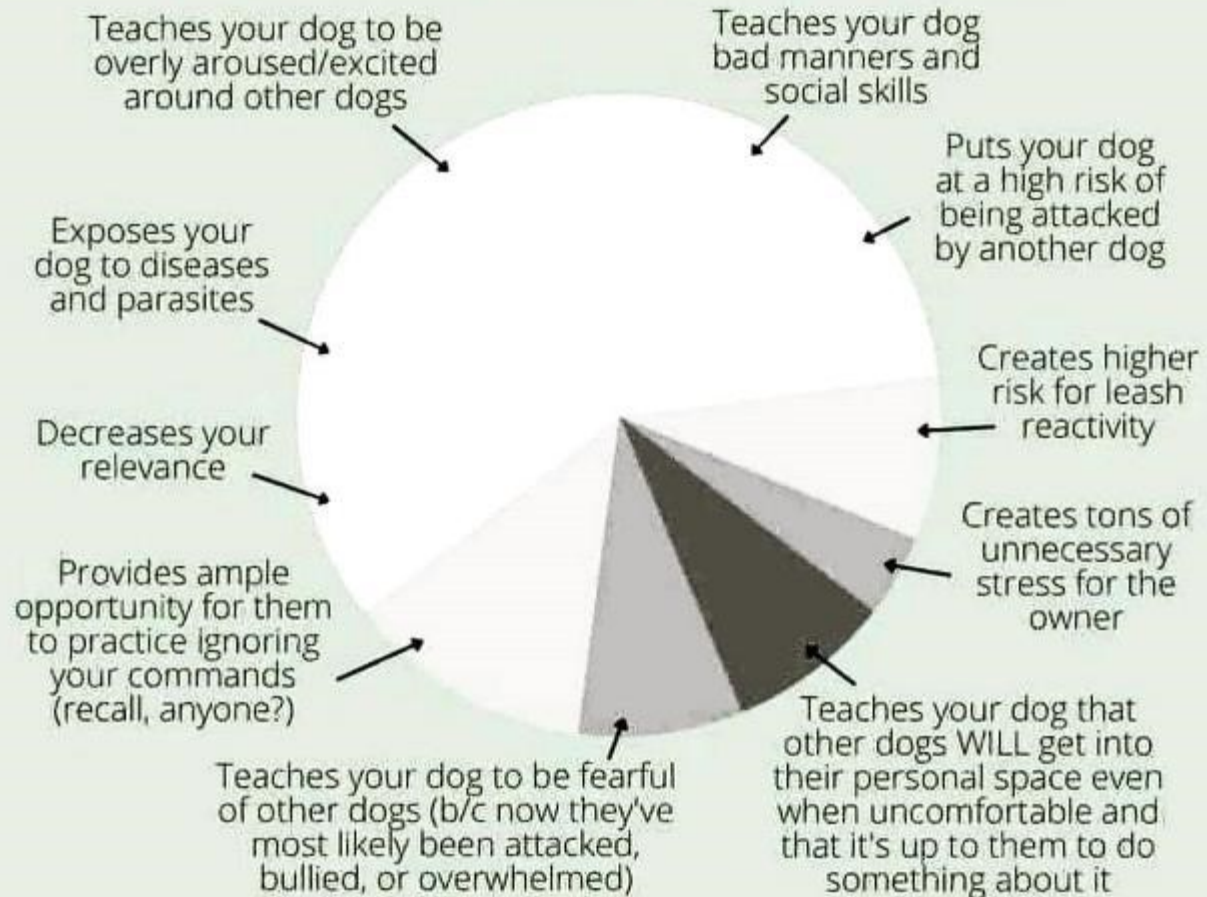 Teaches your dog to be
overly aroused/excited
around other dogs
Teaches your dog
bad manners and
social skills
Puts your dog
at a high risk of
being attacked
by another dog
Exposes your
dog to diseases
and parasites
Creates higher
risk for leash
reactivity
Decreases your
relevance
Creates tons of
unnecessary
stress for the
owner
Provides ample
opportunity for them
to practice ignoring
your commands
(recall, anyone?)
Teaches your dog that
other dogs WILL get into
their personal space even
when uncomfortable and
that it's up to them to do
something about it
Teaches your dog to be fearful
of other dogs (b/c now they've
most likely been attacked,
bullied, or overwhelmed)